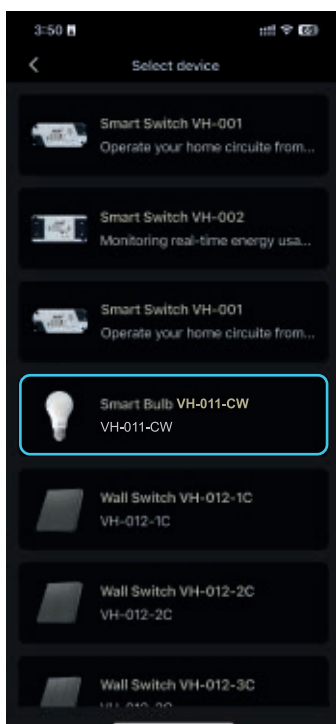 3:50
Select device
Smart Switch VH-001
Operate your home circuite from...
Smart Switch VH-002
Monitoring real-time energy usa...
Smart Switch VH-001
Operate your home circuite from...
Smart Bulb VH-011-CW
VH-011-CW
Wall Switch VH-012-1C
VH-012-1C
Wall Switch VH-012-2C
VH-012-2C
Wall Switch VH-012-3C